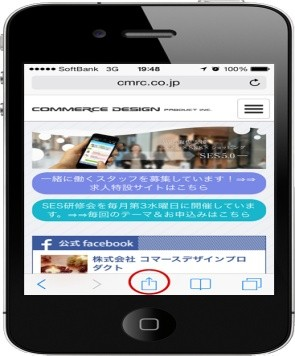 SoftBank 3G 19:48 100%
cmrc.co.jp
COMMERCE DESIGN PRODUCT INC.
SES5.0
一緒に働くスタッフを募集しています！⇒⇒
求人特設サイトはこちら
SES研修会を毎月第3水曜日に開催していま
す。⇒⇒毎回のテーマ＆お申込みはこちら
f 公式 facebook
株式会社 コマースデザインプロ
ダクト